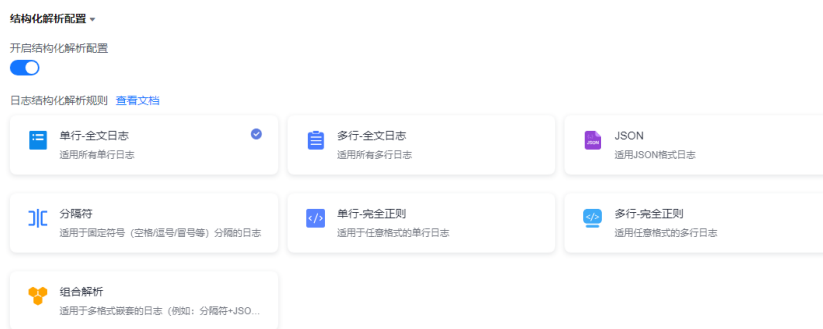 结构化解析配置
开启结构化解析配置
日志结构化解析规则 查看文档
单行-全文日志
适用所有单行日志
多行-全文日志
适用所有多行日志
JSON
JSON
适用JSON格式日志
分隔符
适用于固定符号（空格/逗号/冒号等）分隔的日志
单行-完全正则
适用于任意格式的单行日志
多行-完全正则
适用任意格式的多行日志
组合解析
适用于多格式嵌套的日志（例如：分隔符+JSO...